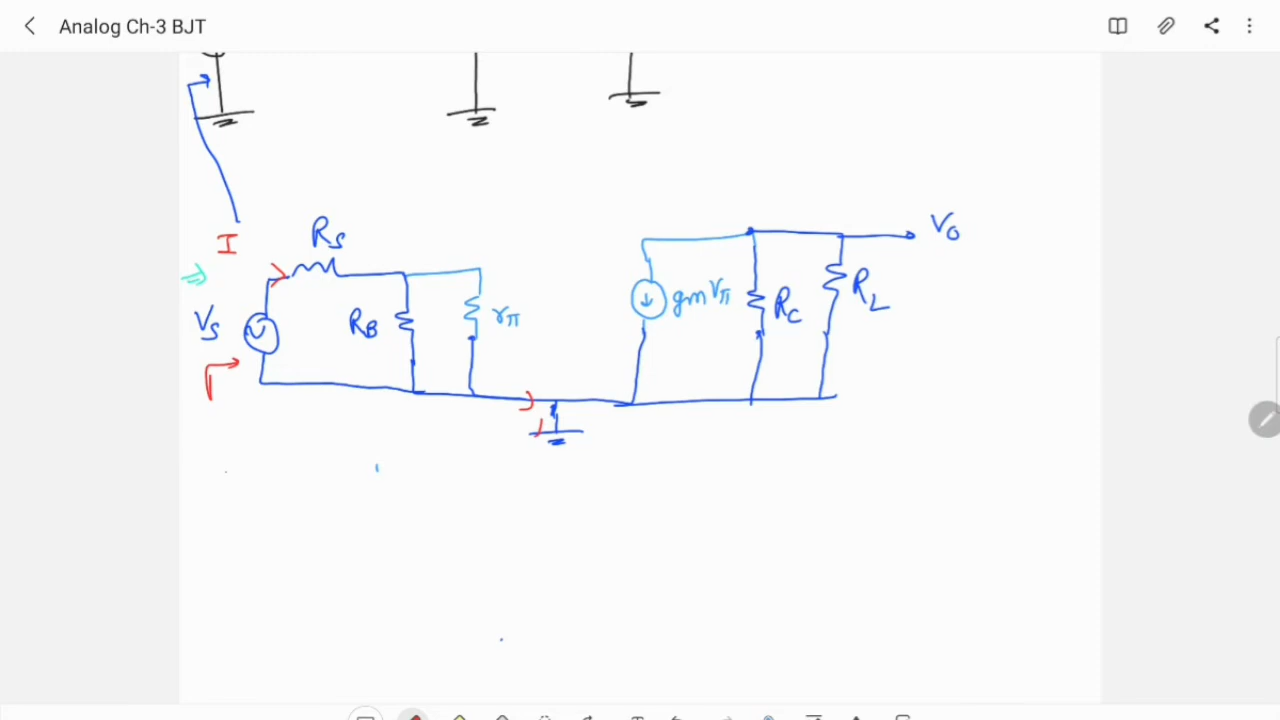 Analog Ch-3 BJT
I
Rs
Vs
RB
rπ
gmVπ
RC
RL
Vo